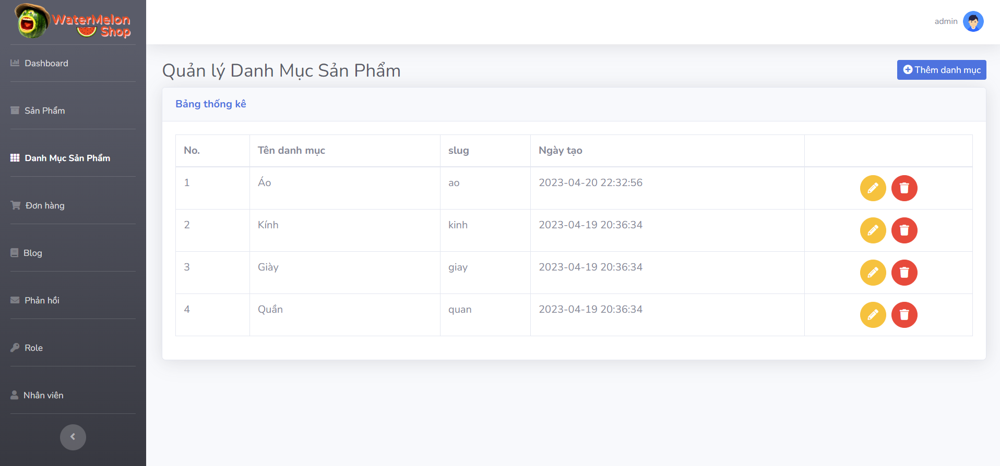 WaterMelon
Shop
admin
Dashboard
Sản Phẩm
Danh Mục Sản Phẩm
Đơn hàng
Blog
Phản hồi
Role
Nhân viên
Quản lý Danh Mục Sản Phẩm
Thêm danh mục
Bảng thống kê
No. Tên danh mục slug Ngày tạo
1 Áo ao 2023-04-20 22:32:56
2 Kính kinh 2023-04-19 20:36:34
3 Giày giay 2023-04-19 20:36:34
4 Quần quan 2023-04-19 20:36:34